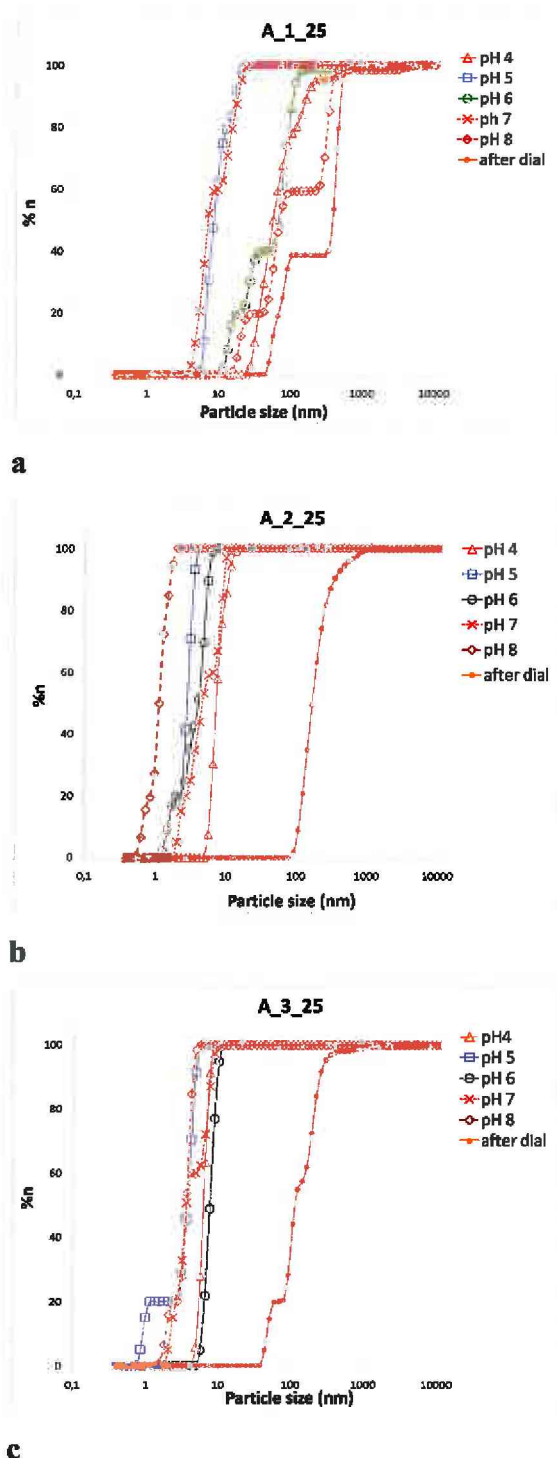 A_1_25
100
80
60
40
20
% n
0,1 1 10 100 1000 10000
Particle size (nm)
pH 4
pH 5
pH 6
ph 7
pH 8
after dial
a
A_2_25
100
80
60
40
20
0
%n
0,1 1 10 100 1000 10000
Particle size (nm)
pH 4
pH 5
pH 6
pH 7
pH 8
after dial
b
A_3_25
100
80
60
40
20
0
%n
0,1 1 10 100 1000 10000
Particle size (nm)
pH4
pH 5
pH 6
pH 7
pH 8
after dial
c